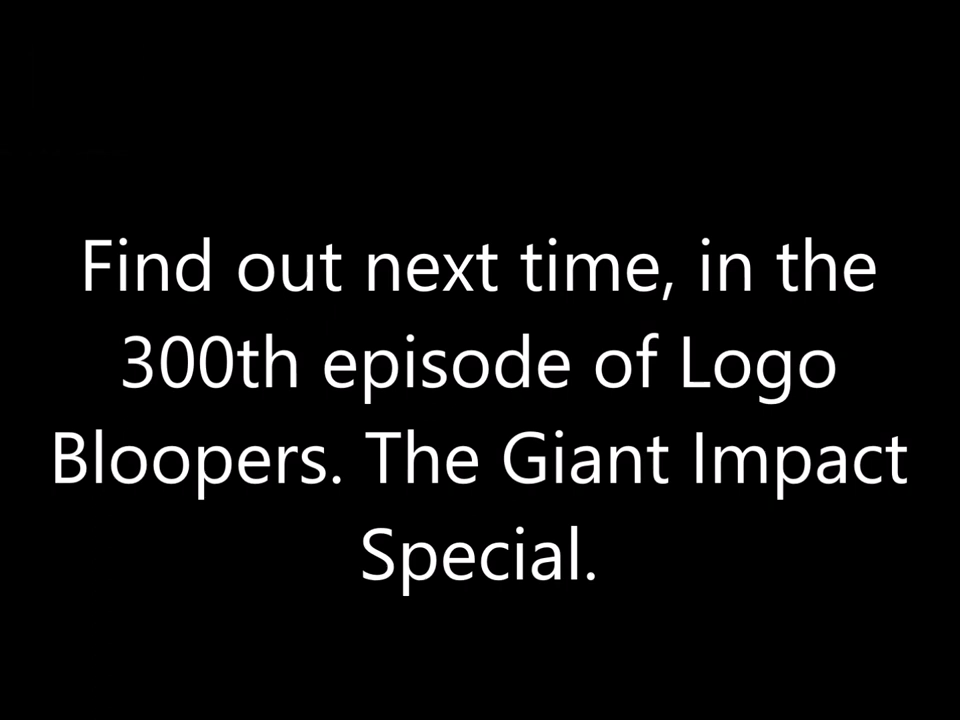 Find out next time, in the
300th episode of Logo
Bloopers. The Giant Impact
Special.